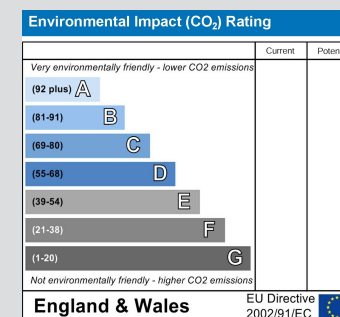 Environmental Impact (CO₂) Rating
Current
Very environmentally friendly - lower CO2 emissions
(92 plus) A
(81-91) B
(69-80) C
(55-68) D
(39-54) E
(21-38) F
(1-20) G
Not environmentally friendly - higher CO2 emissions
England & Wales
EU Directive
2002/91/EC